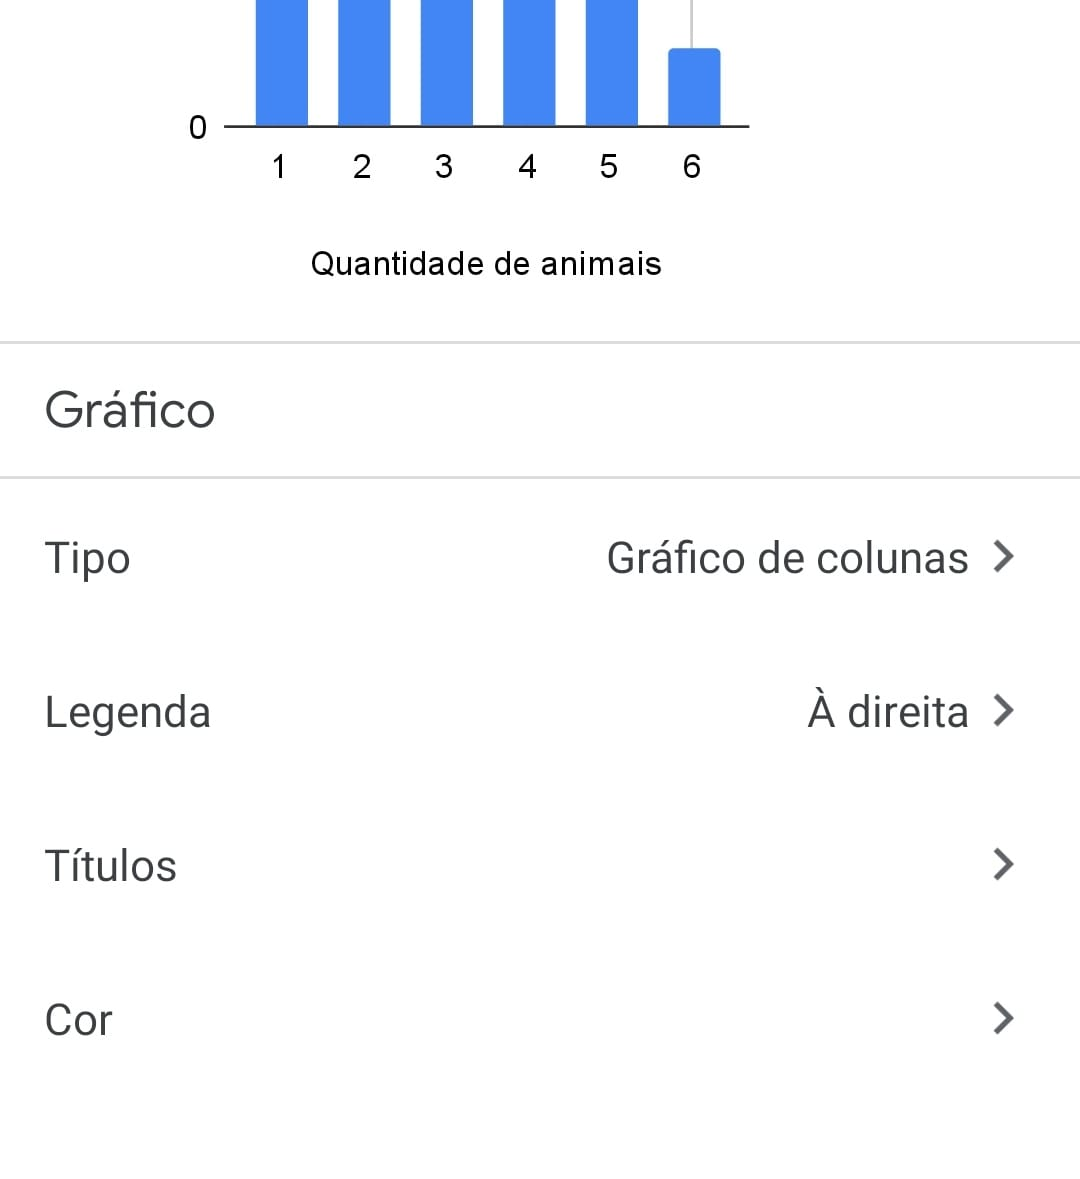 0
1 2 3 4 5 6
Quantidade de animais
Gráfico
Tipo Gráfico de colunas
Legenda À direita
Títulos
Cor